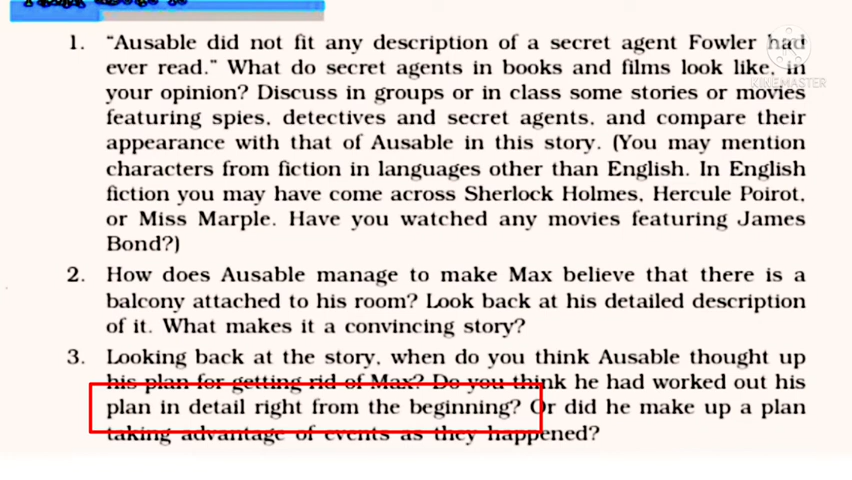 1. “Ausable did not fit any description of a secret agent Fowler had
ever read.” What do secret agents in books and films look like, in
your opinion? Discuss in groups or in class some stories or movies
featuring spies, detectives and secret agents, and compare their
appearance with that of Ausable in this story. (You may mention
characters from fiction in languages other than English. In English
fiction you may have come across Sherlock Holmes, Hercule Poirot,
or Miss Marple. Have you watched any movies featuring James
Bond?)
2. How does Ausable manage to make Max believe that there is a
balcony attached to his room? Look back at his detailed description
of it. What makes it a convincing story?
3. Looking back at the story, when do you think Ausable thought up
his plan for getting rid of Max? Do you think he had worked out his
plan in detail right from the beginning? Or did he make up a plan
taking advantage of events as they happened?
KINEMASTER